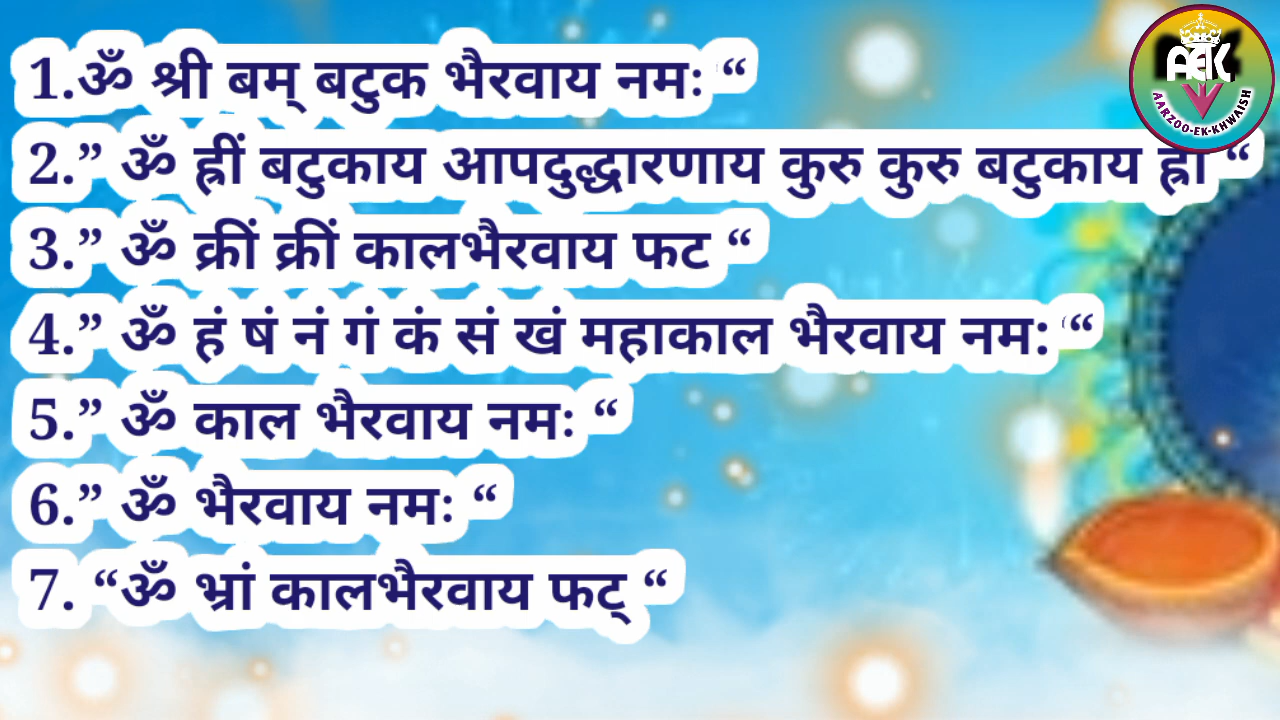 1.ॐ श्री बम् बटुक भैरवाय नमः “
2.” ॐ ह्रीं बटुकाय आपदुद्धारणाय कुरु कुरु बटुकाय ह्रीं “
3.” ॐ क्रीं क्रीं कालभैरवाय फट “
4.” ॐ हं षं नं गं कं सं खं महाकाल भैरवाय नम: “
5.” ॐ काल भैरवाय नमः “
6.” ॐ भैरवाय नमः “
7. “ॐ भ्रां कालभैरवाय फट् “
AEK
AARZOO-EK-KHWAISH